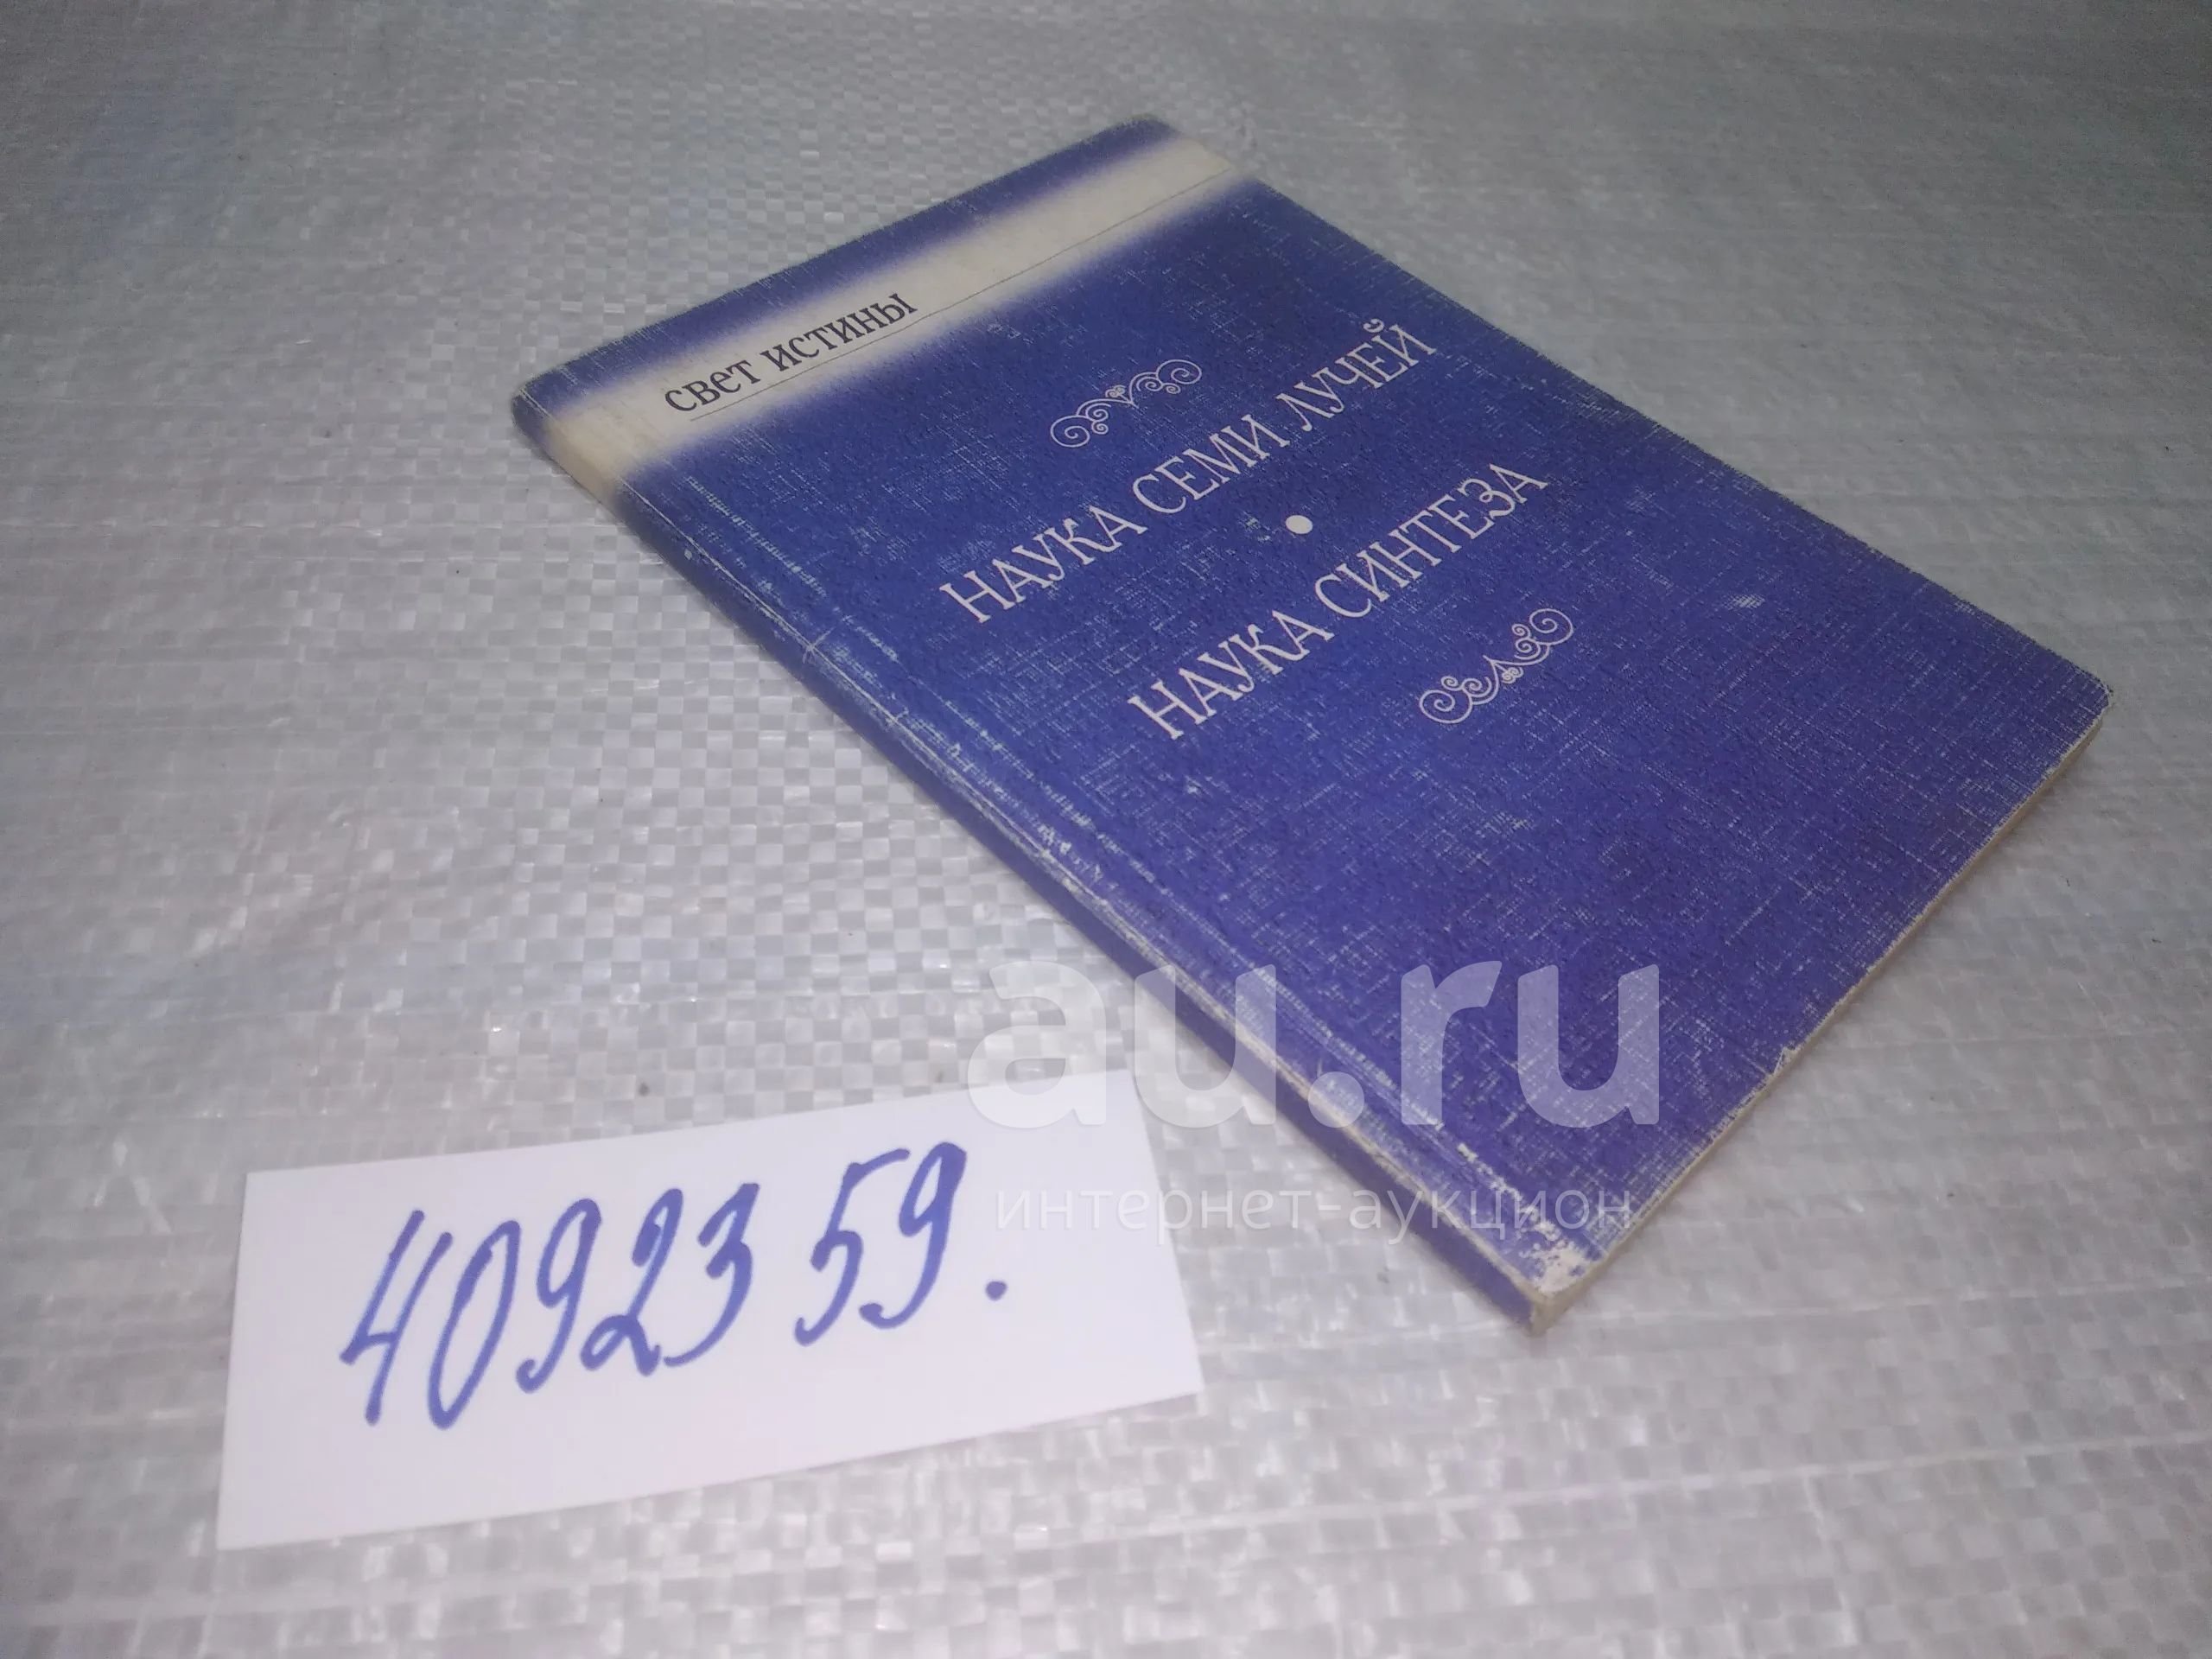 СВЕТ ИСТИНЫ
НАУКА СЕМИ ЛУЧЕЙ
НАУКА СИНТЕЗА
au.ru
интернет-аукцион
4092359.